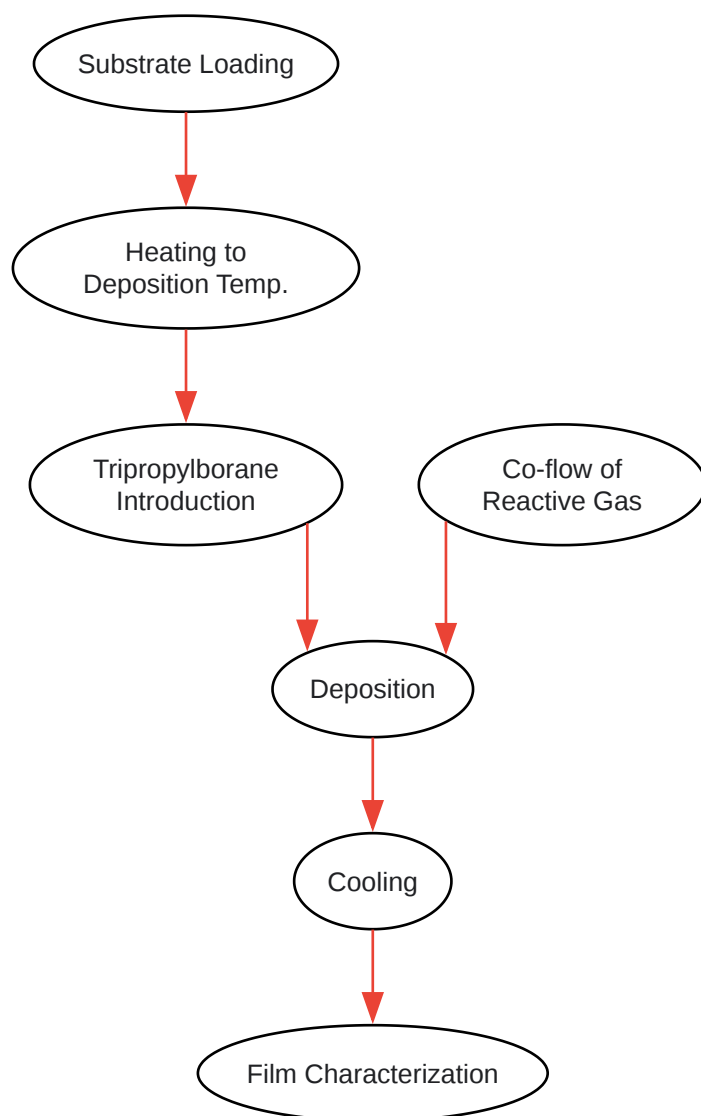 Substrate Loading
Heating to
Deposition Temp.
Tripropylborane
Introduction
Co-flow of
Reactive Gas
Deposition
Cooling
Film Characterization